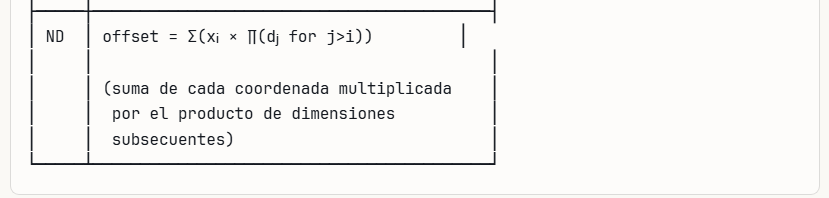 ND offset = Σ(xᵢ × ∏(dⱼ for j>i))
(suma de cada coordenada multiplicada
por el producto de dimensiones
subsecuentes)